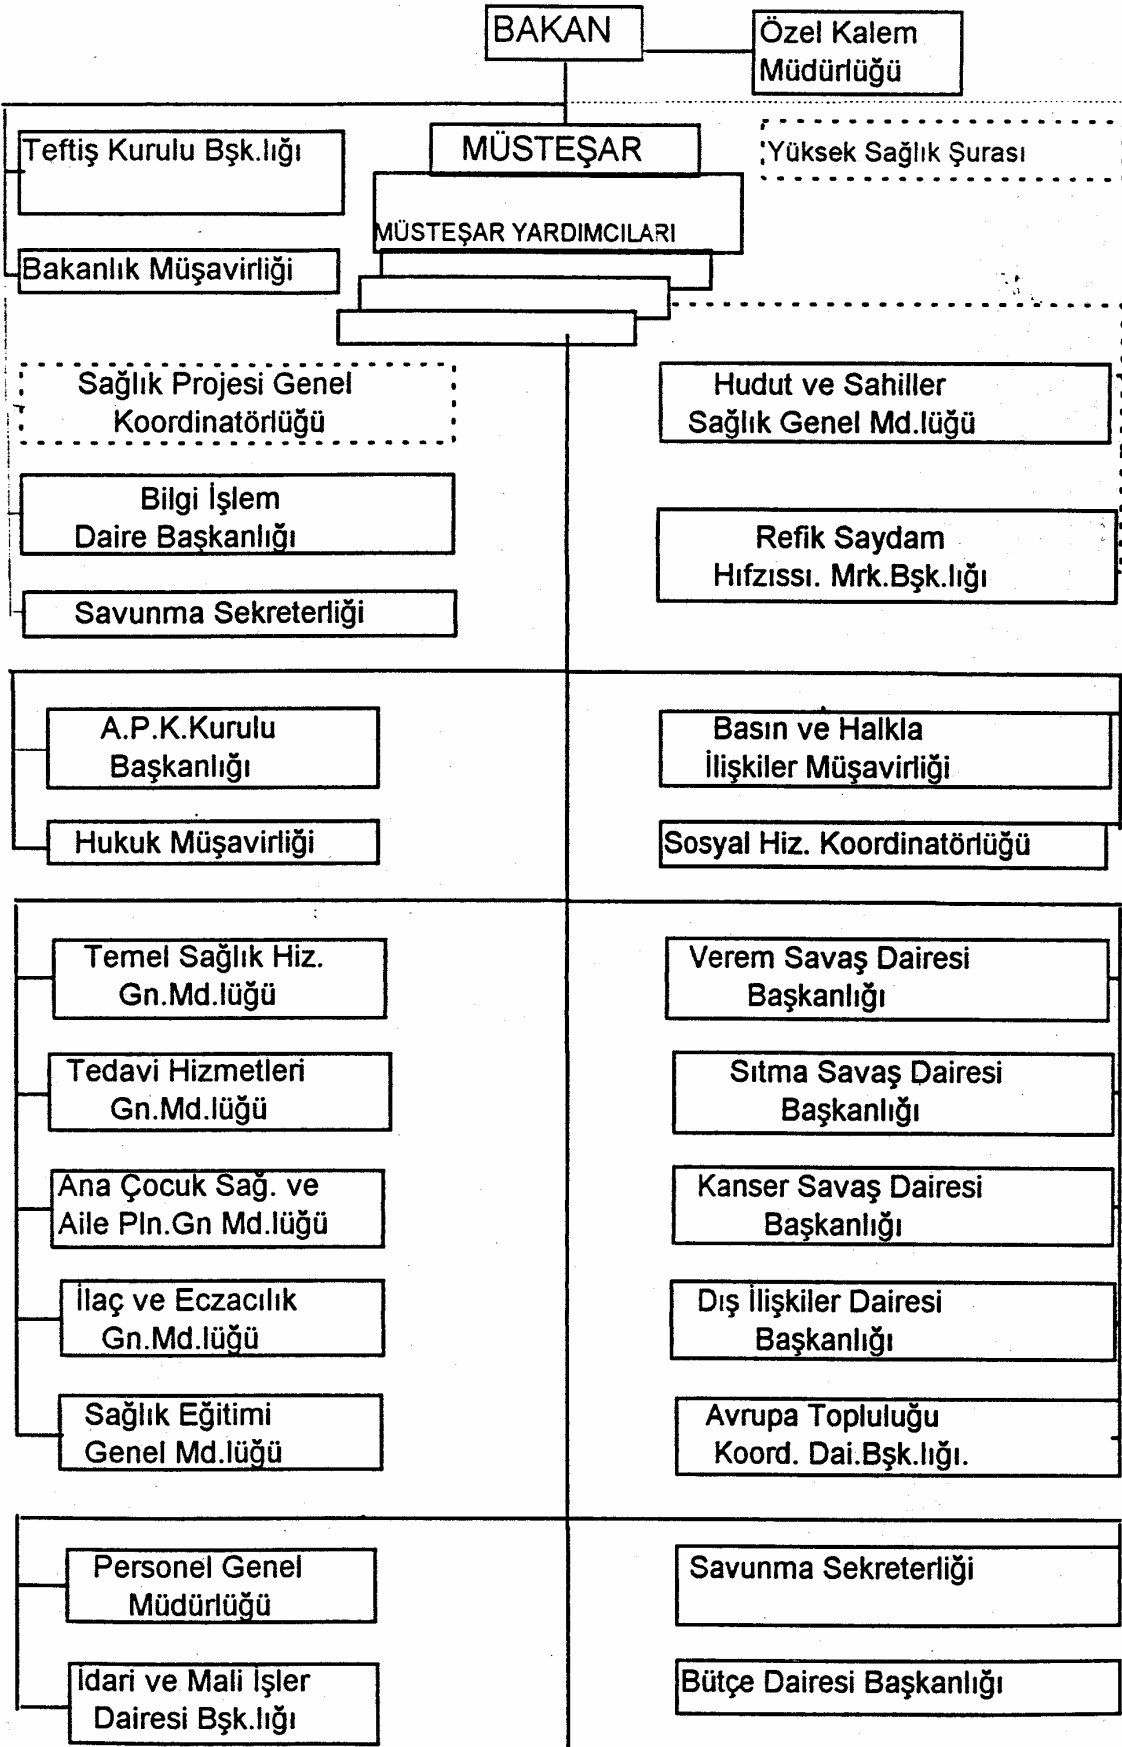 BAKAN
Özel Kalem
Müdürlüğü
Teftiş Kurulu Bşk.lığı
MÜSTEŞAR
Yüksek Sağlık Şurası
MÜSTEŞAR YARDIMCILARI
Bakanlık Müşavirliği
Sağlık Projesi Genel
Koordinatörlüğü
Hudut ve Sahiller
Sağlık Genel Md.lüğü
Bilgi İşlem
Daire Başkanlığı
Refik Saydam
Hıfzıssı. Mrk.Bşk.lığı
Savunma Sekreterliği
A.P.K.Kurulu
Başkanlığı
Basın ve Halkla
İlişkiler Müşavirliği
Hukuk Müşavirliği
Sosyal Hiz. Koordinatörlüğü
Temel Sağlık Hiz.
Gn.Md.lüğü
Verem Savaş Dairesi
Başkanlığı
Tedavi Hizmetleri
Gn.Md.lüğü
Sıtma Savaş Dairesi
Başkanlığı
Ana Çocuk Sağ. ve
Aile Pln.Gn Md.lüğü
Kanser Savaş Dairesi
Başkanlığı
İlaç ve Eczacılık
Gn.Md.lüğü
Dış İlişkiler Dairesi
Başkanlığı
Sağlık Eğitimi
Genel Md.lüğü
Avrupa Topluluğu
Koord. Dai.Bşk.lığı.
Personel Genel
Müdürlüğü
Savunma Sekreterliği
İdari ve Mali İşler
Dairesi Bşk.lığı
Bütçe Dairesi Başkanlığı